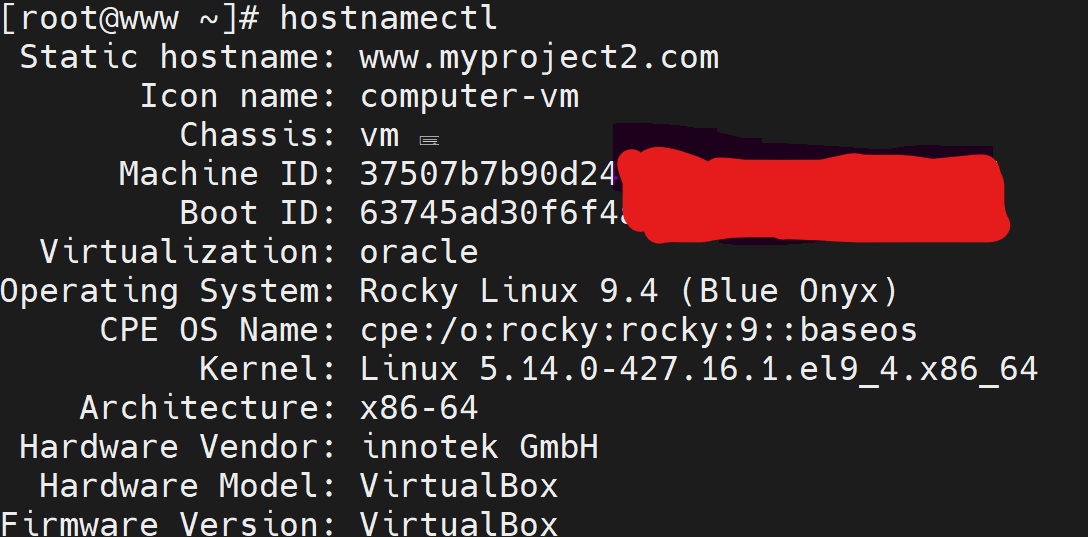 [root@www ~]# hostnamectl
Static hostname: www.myproject2.com
Icon name: computer-vm
Chassis: vm
Machine ID: 37507b7b90d24
Boot ID: 63745ad30f6f4
Virtualization: oracle
Operating System: Rocky Linux 9.4 (Blue Onyx)
CPE OS Name: cpe:/o:rocky:rocky:9::baseos
Kernel: Linux 5.14.0-427.16.1.el9_4.x86_64
Architecture: x86-64
Hardware Vendor: innotek GmbH
Hardware Model: VirtualBox
Firmware Version: VirtualBox